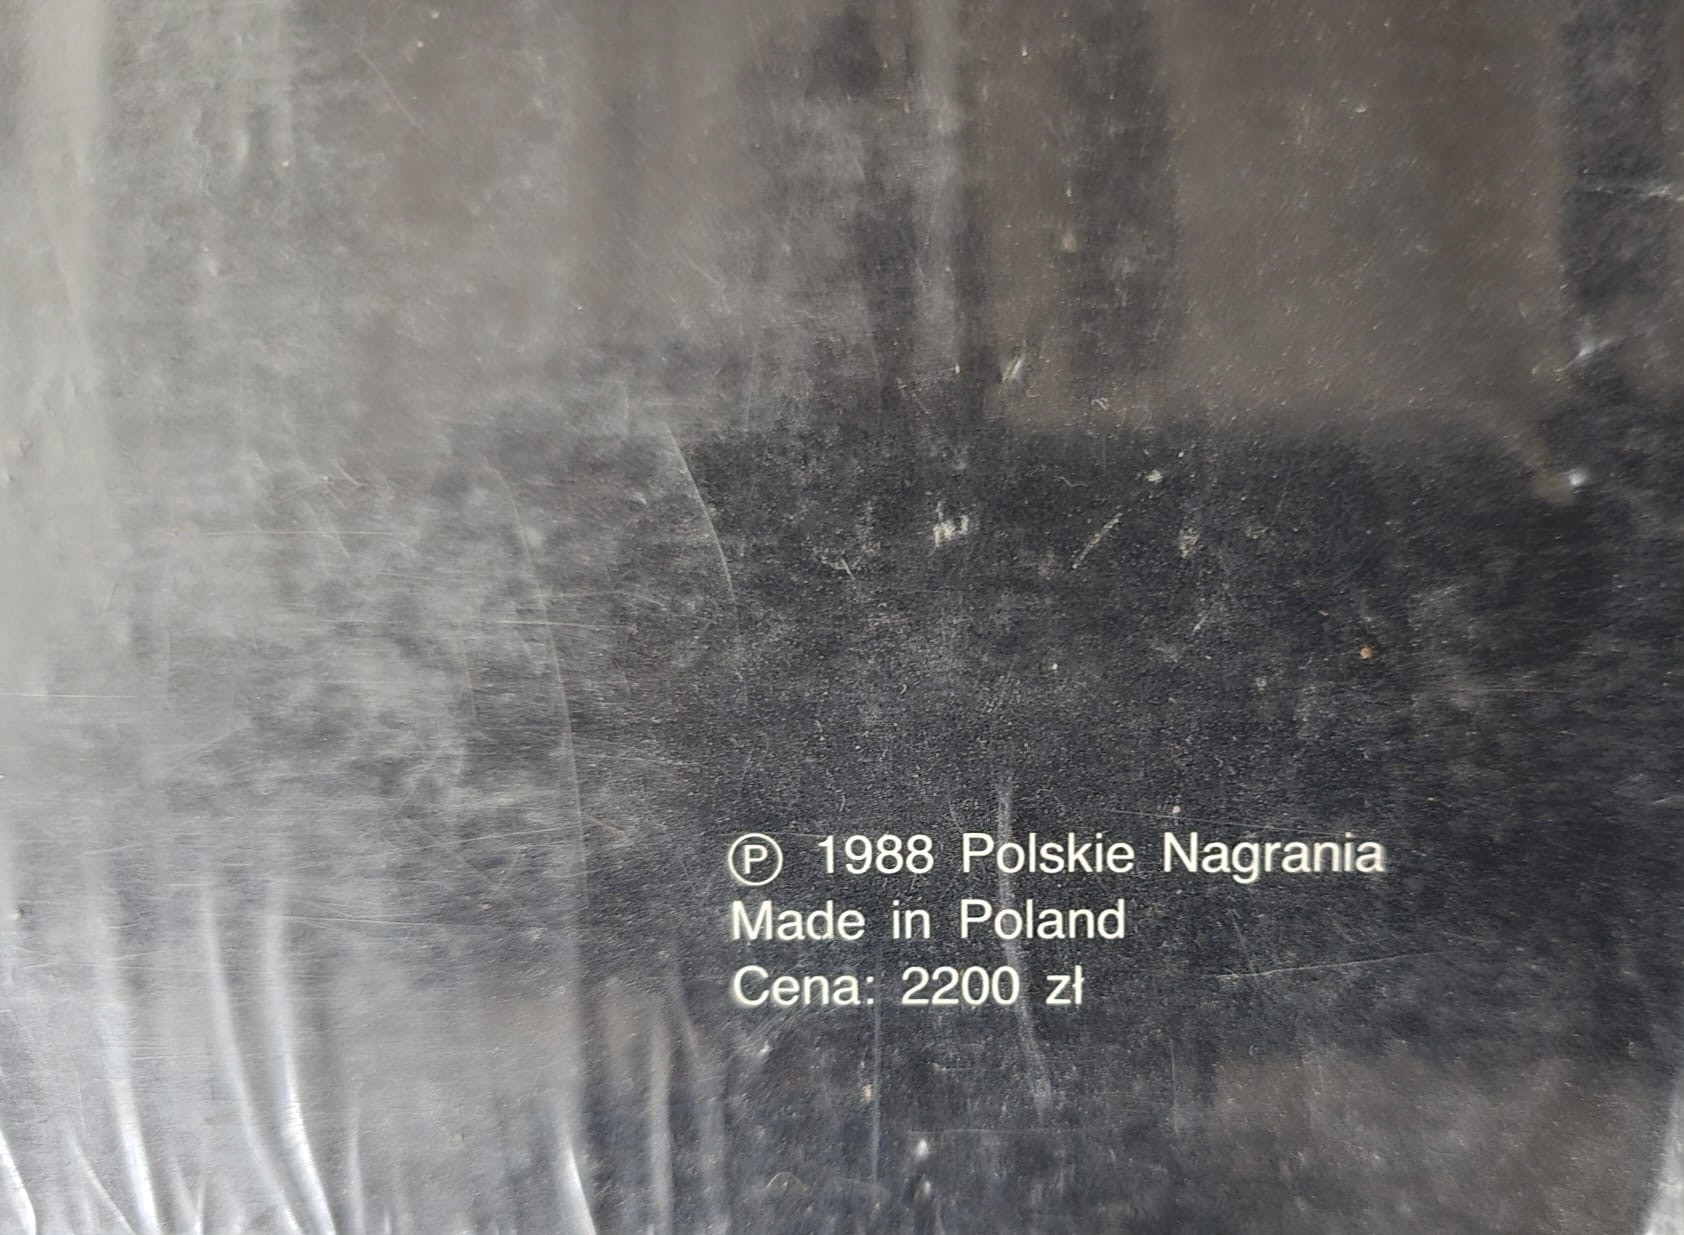 Ⓟ 1988 Polskie Nagrania
Made in Poland
Cena: 2200 zł